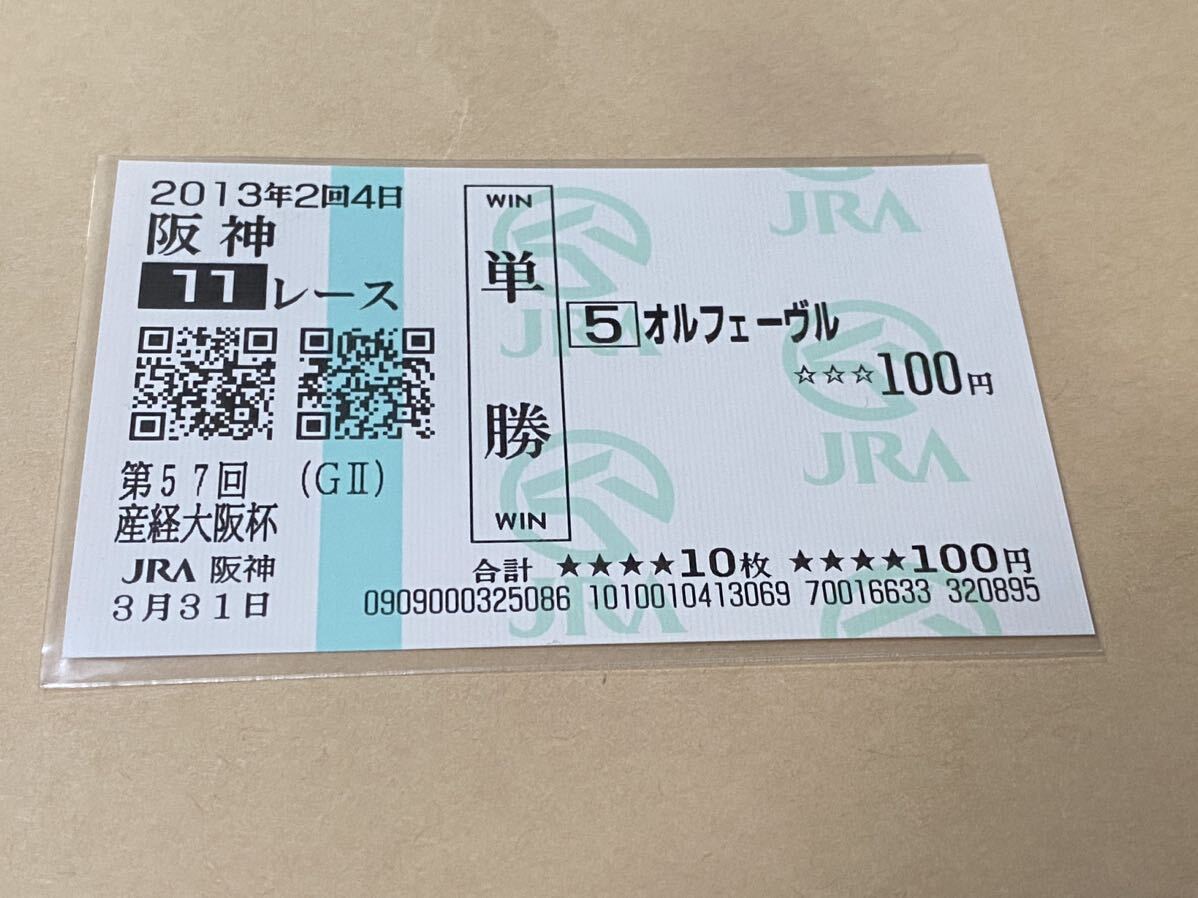 2013年2回4日
阪神
11レース
第57回 (GⅡ)
産経大阪杯
JRA 阪神
3月31日
WIN
単勝
WIN
5 オルフェーヴル
☆☆☆100円
合計 ★★★★10枚 ★★★★100円
0909000325086 1010010413069 70016633 320895
JRA
JRA
JRA
JRA